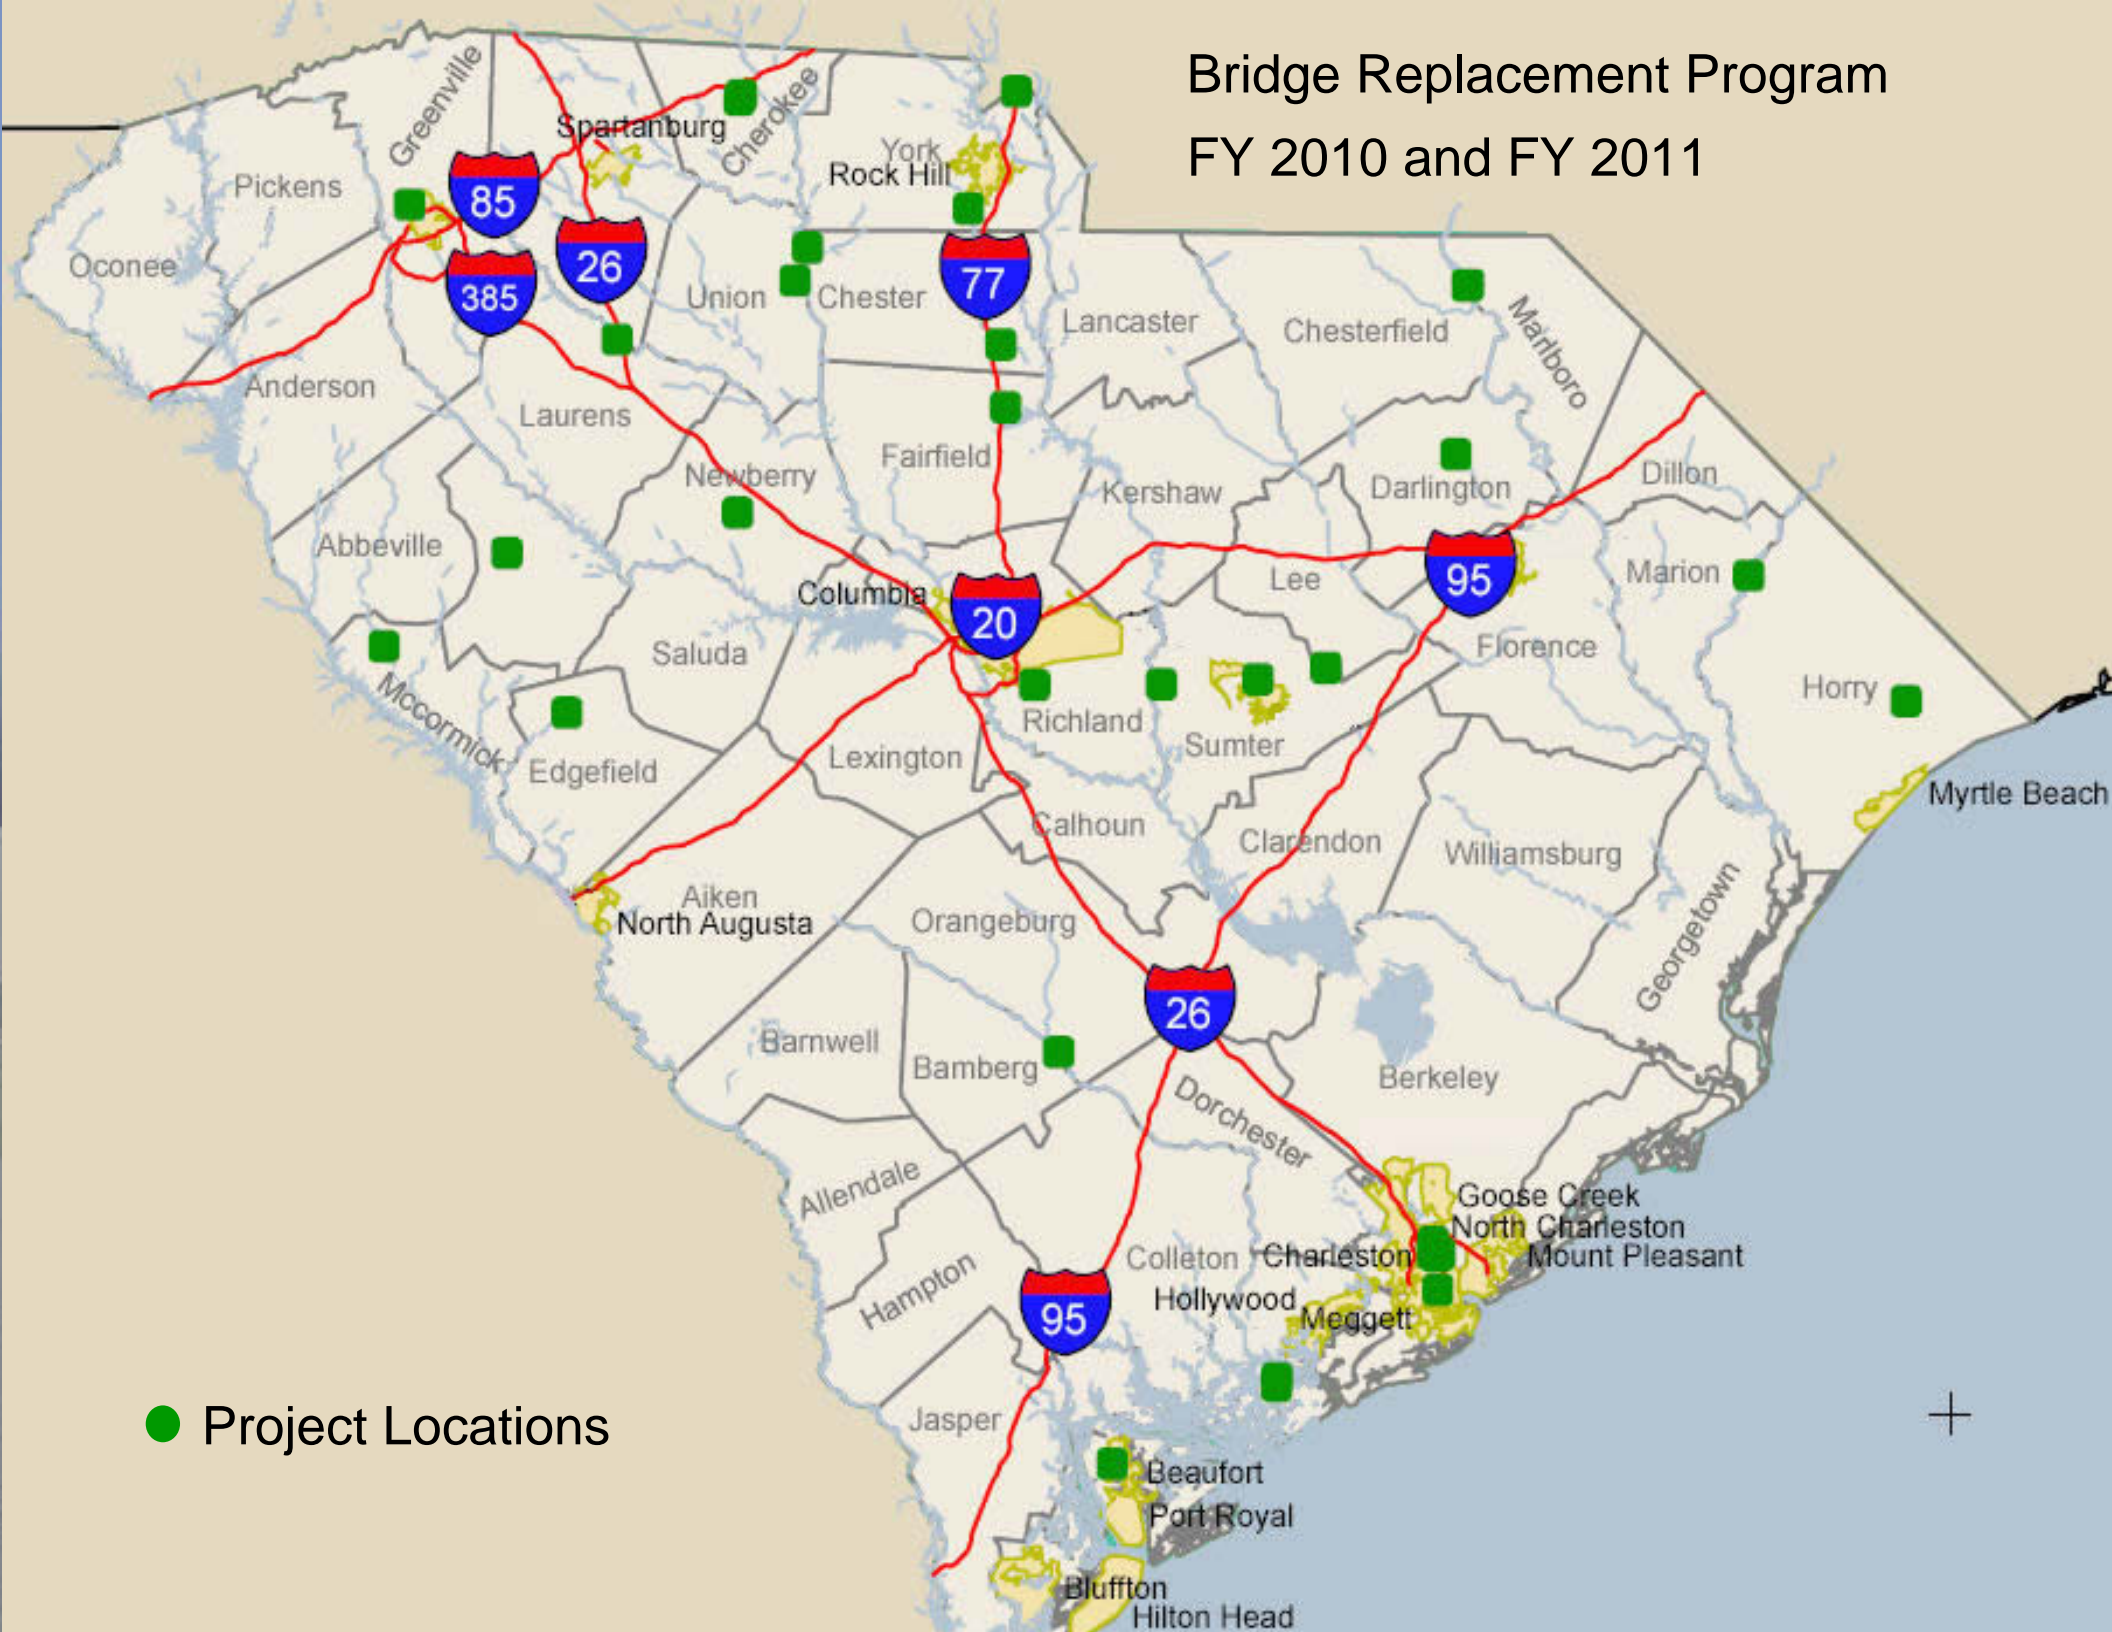 Bridge Replacement Program
FY 2010 and FY 2011
Greenville
Spartanburg
Cherokee
York
Rock Hill
Pickens
85
26
77
Oconee
385
Union
Chester
Lancaster
Chesterfield
Marlboro
Anderson
Laurens
Newberry
Fairfield
Kershaw
Darlington
Dillon
Abbeville
Columbia
20
Lee
95
Marion
Saluda
Florence
Mccormick
Edgefield
Lexington
Richland
Sumter
Horry
Myrtle Beach
Calhoun
Clarendon
Williamsburg
Georgetown
Aiken
North Augusta
Orangeburg
26
Barnwell
Bamberg
Berkeley
Dorchester
Allendale
Goose Creek
North Charleston
Hampton
Colleton
Charleston
Mount Pleasant
95
Hollywood
Meggett
Jasper
Project Locations
Beaufort
Port Royal
Bluffton
Hilton Head